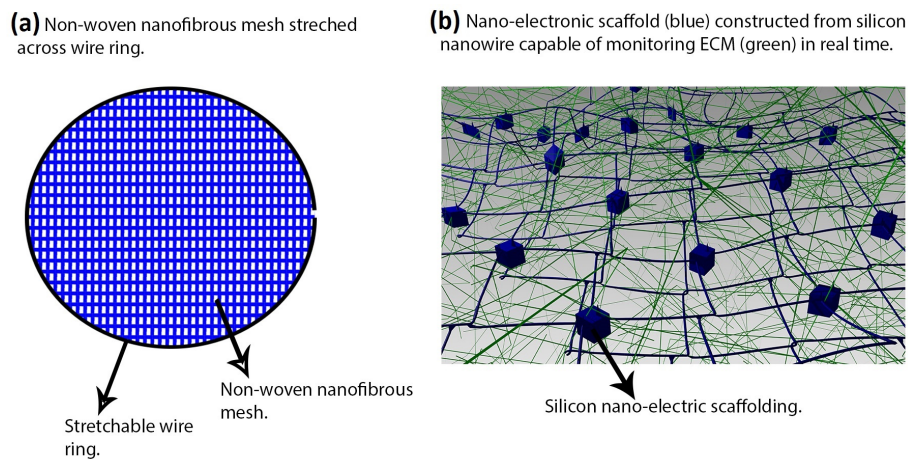 (a) Non-woven nanofibrous mesh streched
across wire ring.
(b) Nano-electronic scaffold (blue) constructed from silicon
nanowire capable of monitoring ECM (green) in real time.
Non-woven nanofibrous
mesh.
Stretchable wire
ring.
Silicon nano-electric scaffolding.